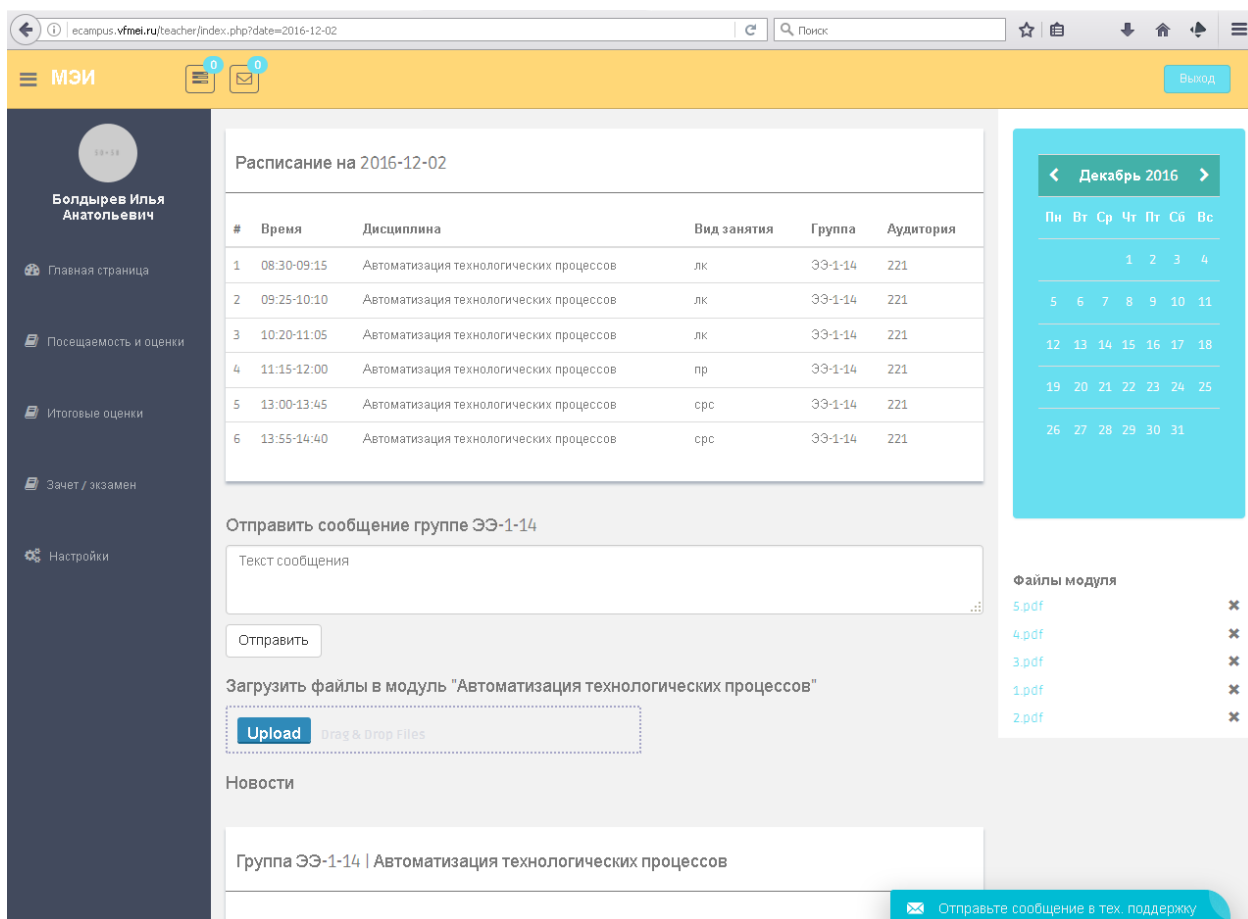 ecampus.vfmei.ru/teacher/index.php?date=2016-12-02
Поиск
МЭИ
0
0
Выход
50×50
Болдырев Илья
Анатольевич
Главная страница
Посещаемость и оценки
Итоговые оценки
Зачет / экзамен
Настройки
Расписание на 2016-12-02
# Время Дисциплина Вид занятия Группа Аудитория
1 08:30-09:15 Автоматизация технологических процессов лк ЭЭ-1-14 221
2 09:25-10:10 Автоматизация технологических процессов лк ЭЭ-1-14 221
3 10:20-11:05 Автоматизация технологических процессов лк ЭЭ-1-14 221
4 11:15-12:00 Автоматизация технологических процессов пр ЭЭ-1-14 221
5 13:00-13:45 Автоматизация технологических процессов срс ЭЭ-1-14 221
6 13:55-14:40 Автоматизация технологических процессов срс ЭЭ-1-14 221
Отправить сообщение группе ЭЭ-1-14
Текст сообщения
Отправить
Загрузить файлы в модуль "Автоматизация технологических процессов"
Upload Drag & Drop Files
Новости
Группа ЭЭ-1-14 | Автоматизация технологических процессов
Декабрь 2016
Пн Вт Ср Чт Пт Сб Вс
1 2 3 4
5 6 7 8 9 10 11
12 13 14 15 16 17 18
19 20 21 22 23 24 25
26 27 28 29 30 31
Файлы модуля
5.pdf
4.pdf
3.pdf
1.pdf
2.pdf
Отправьте сообщение в тех. поддержку